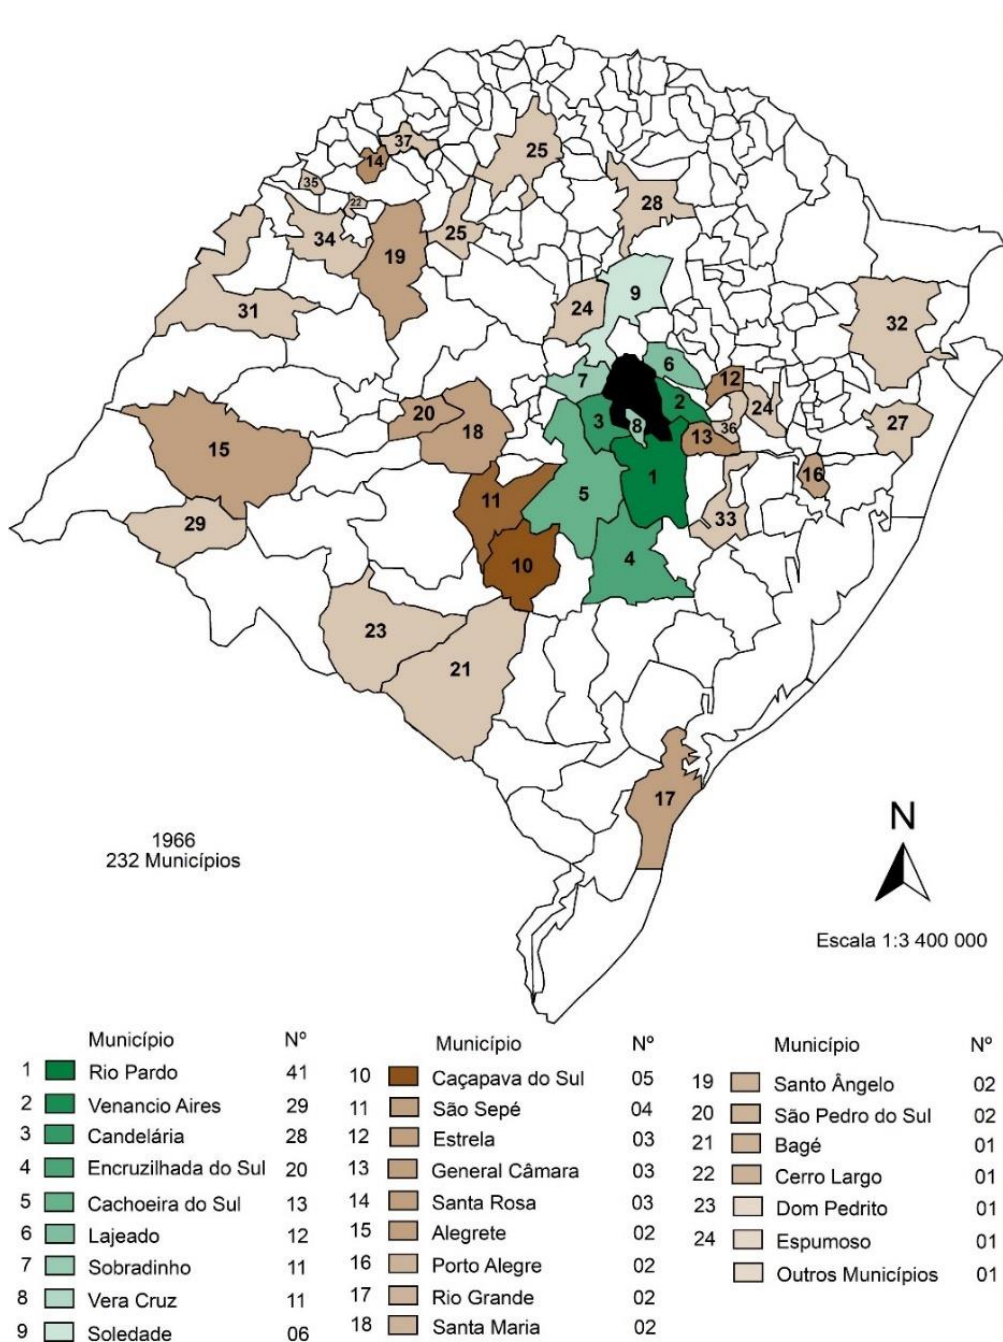 37
14
25
35
22
28
34
25
19
9
31
24
32
6
7
12
2
20
24
3
27
18
8
36
15
13
16
1
11
5
29
33
4
10
23
21
17
1966
232 Municípios
N
Escala 1:3 400 000
Município Nº
1 Rio Pardo 41
2 Venancio Aires 29
3 Candelária 28
4 Encruzilhada do Sul 20
5 Cachoeira do Sul 13
6 Lajeado 12
7 Sobradinho 11
8 Vera Cruz 11
9 Soledade 06
Município Nº
10 Caçapava do Sul 05
11 São Sepé 04
12 Estrela 03
13 General Câmara 03
14 Santa Rosa 03
15 Alegrete 02
16 Porto Alegre 02
17 Rio Grande 02
18 Santa Maria 02
Município Nº
19 Santo Ângelo 02
20 São Pedro do Sul 02
21 Bagé 01
22 Cerro Largo 01
23 Dom Pedrito 01
24 Espumoso 01
Outros Municípios 01